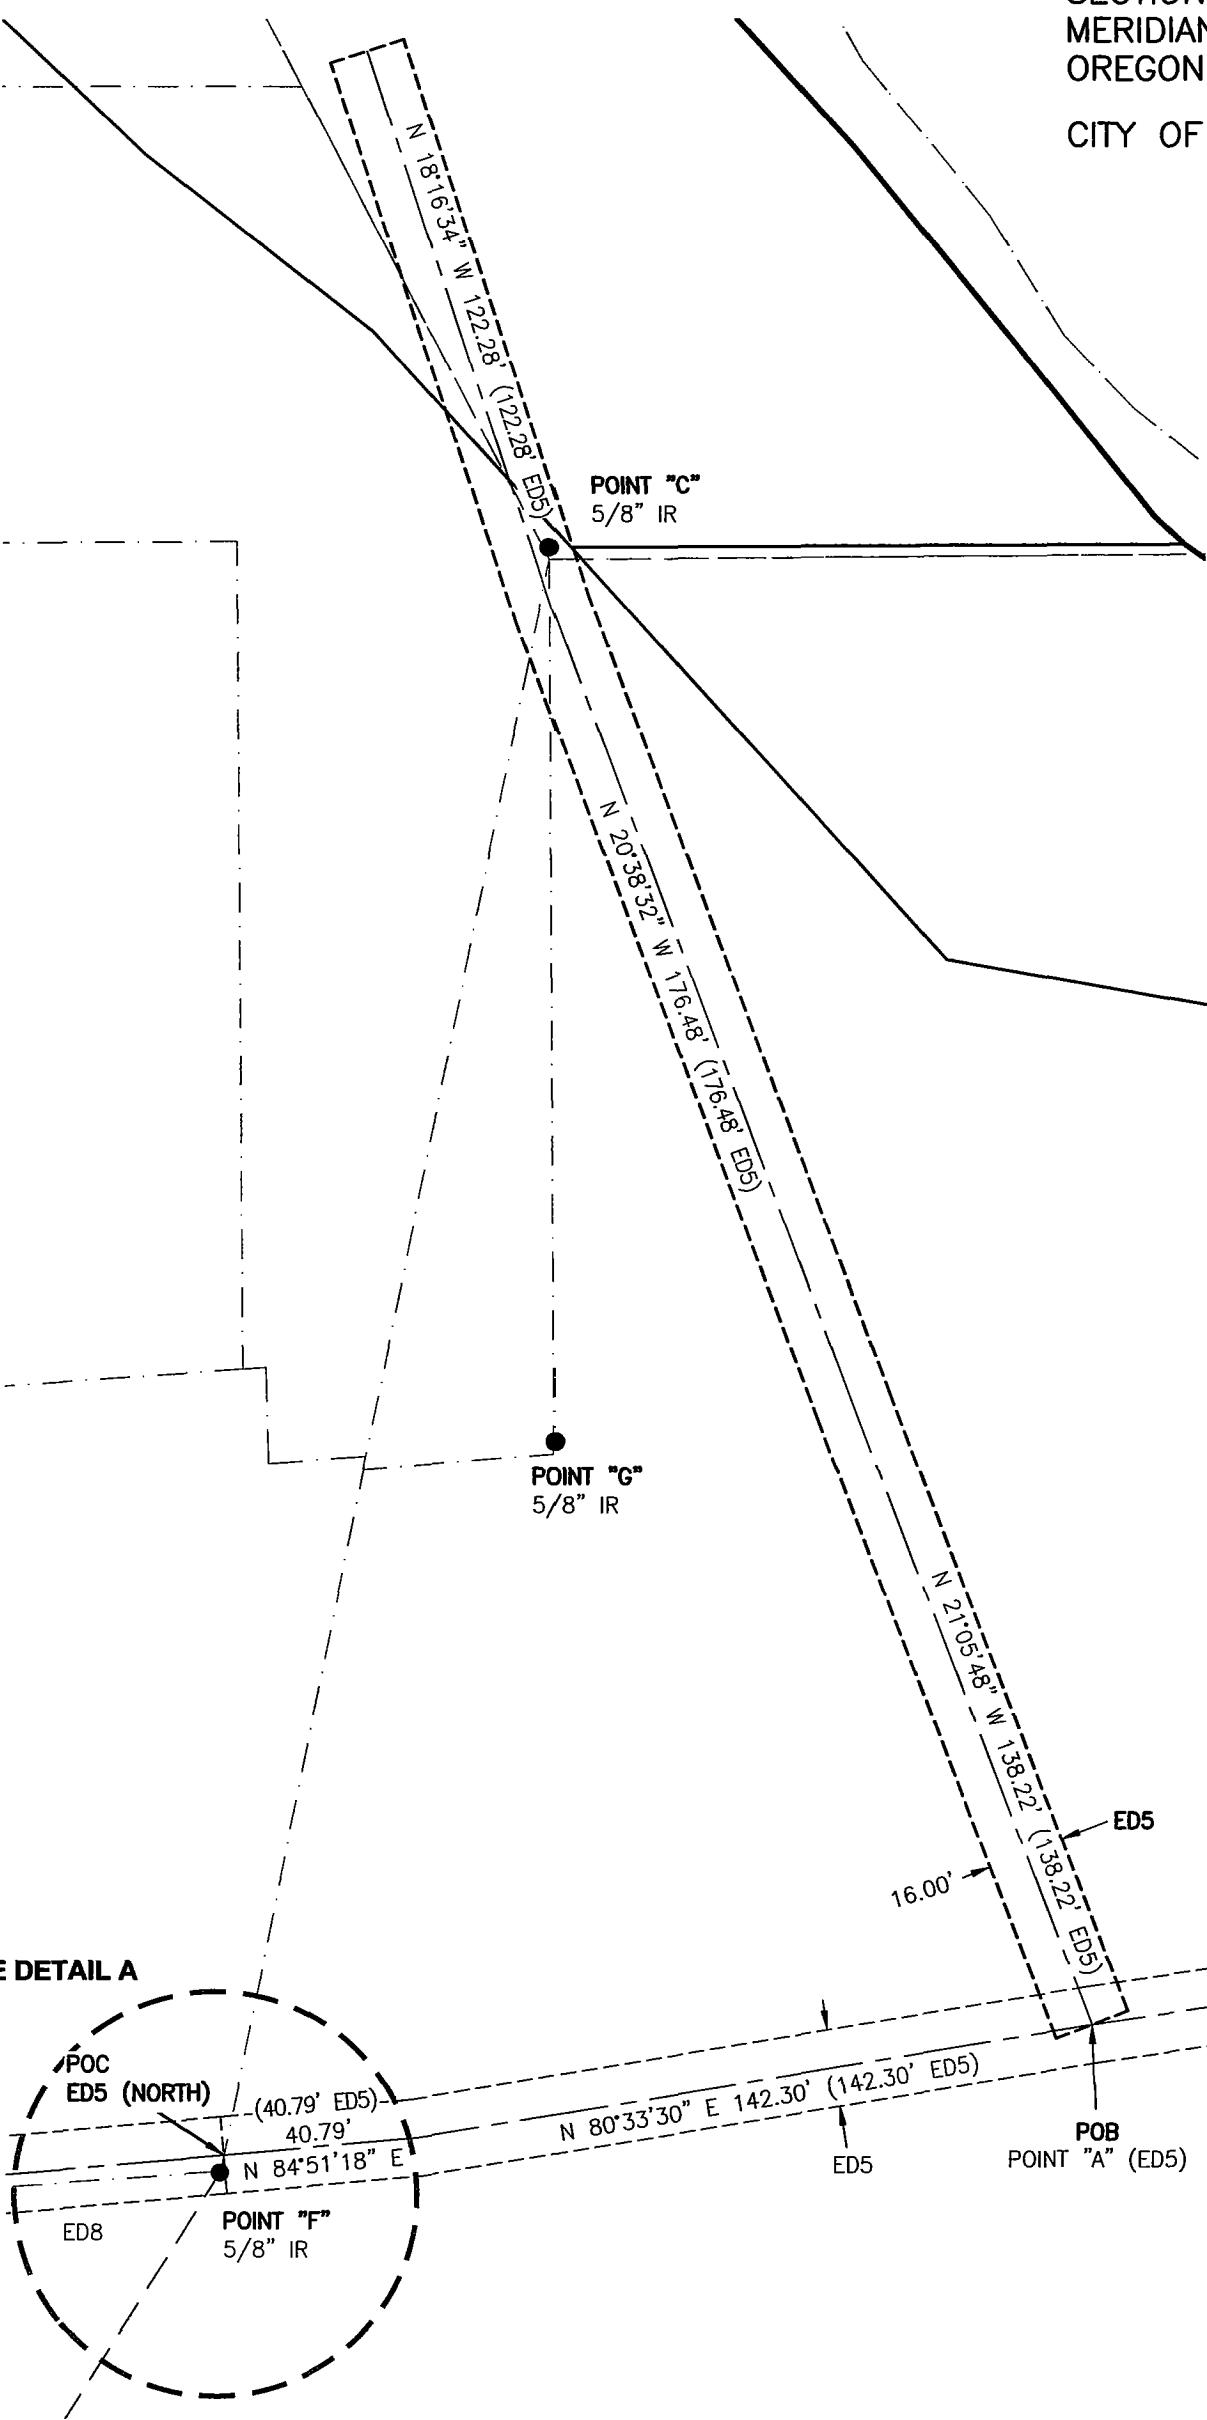 MERIDIAN
OREGON
CITY OF
N 18°16'34" W 122.28' (122.28' ED5)
POINT "C"
5/8" IR
N 20°38'32" W 176.48' (176.48' ED5)
POINT "G"
5/8" IR
N 21°05'48" W 138.22' (138.22' ED5)
ED5
16.00'
E DETAIL A
POC
ED5 (NORTH)
(40.79' ED5)
40.79'
N 84°51'18" E
N 80°33'30" E 142.30' (142.30' ED5)
ED5
POB
POINT "A" (ED5)
ED8
POINT "F"
5/8" IR